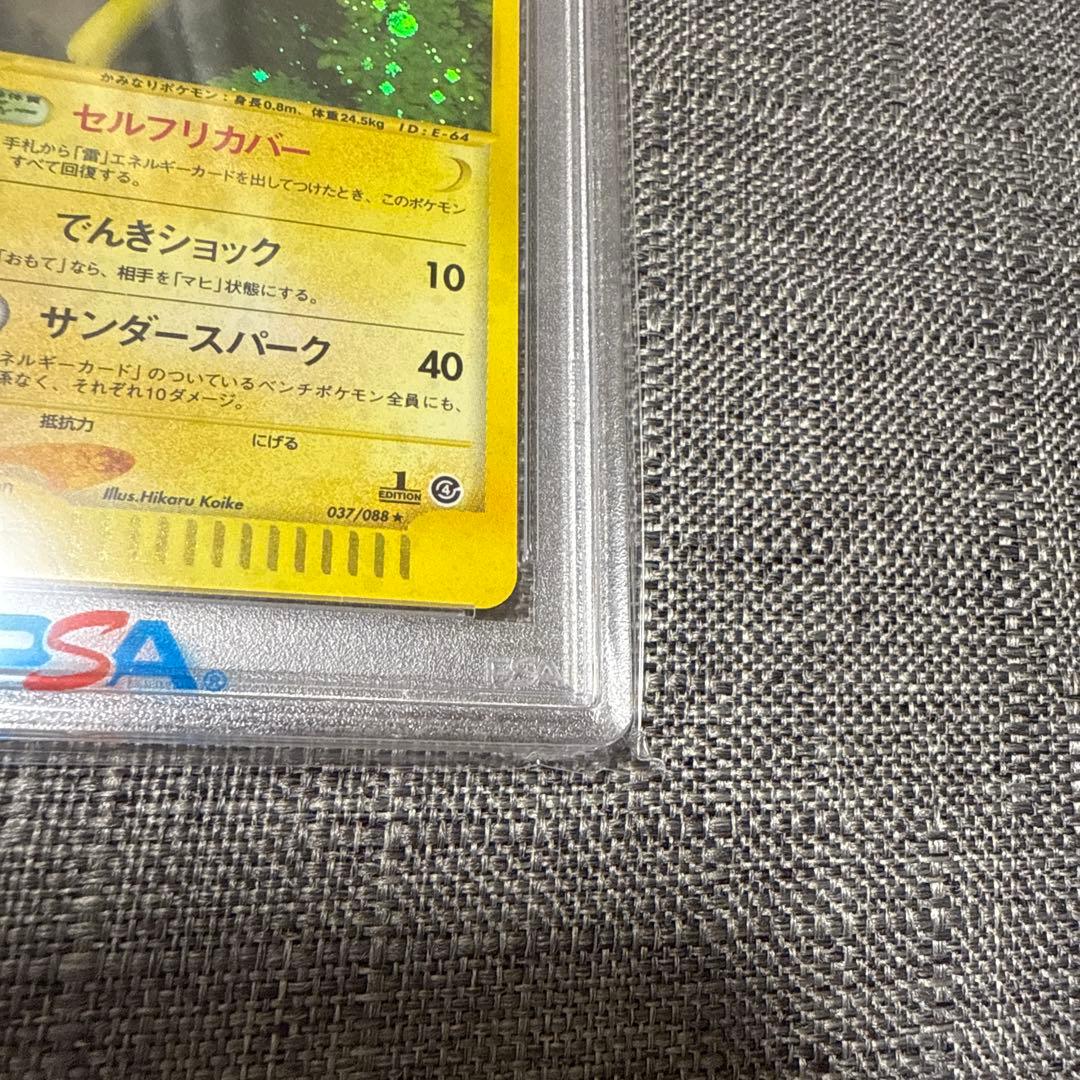 かみなりポケモン：身長0.8m、体重24.5kg ID：E-64
セルフリカバー
手札から「雷」エネルギーカードを出してつけたとき、このポケモン
すべて回復する。
でんきショック 10
「おもて」なら、相手を「マヒ」状態にする。
サンダースパーク 40
ネルギーカード」のついているベンチポケモン全員にも、
係なく、それぞれ10ダメージ。
抵抗力 にげる
Illus.Hikaru Koike
1 EDITION 4
037/088★
PSA®
PSA